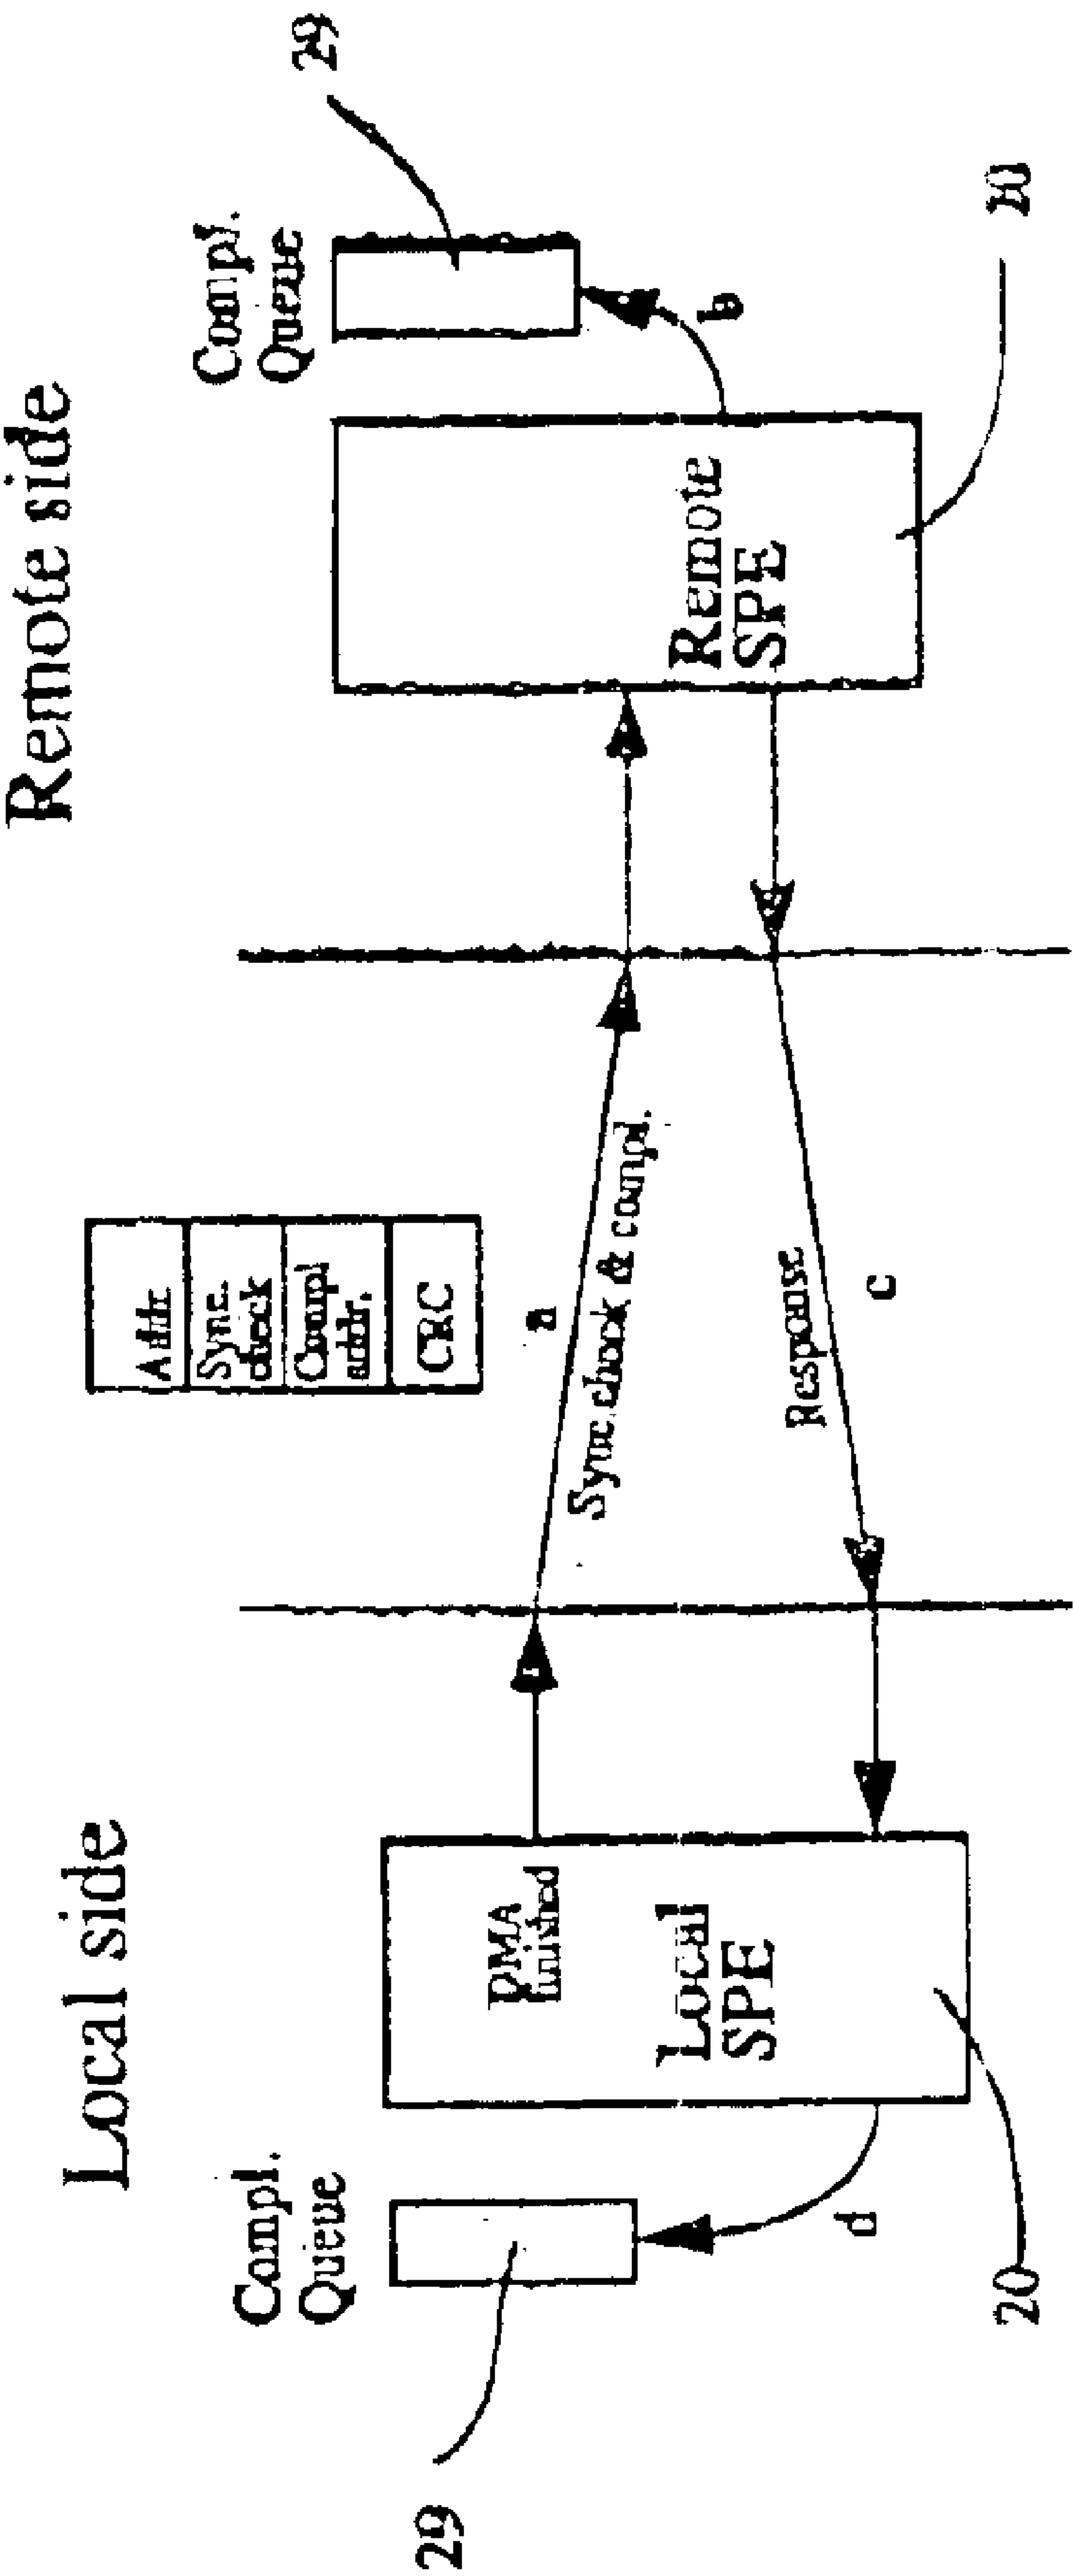 Local side
Remote side
Compl.
Queue
29
DMA
finished
Local
SPE
d
20
Addr.
Sync.
check
Compl
addr.
CRC
a
Sync. check & compl.
Response
c
Remote
SPE
Compl.
Queue
29
b